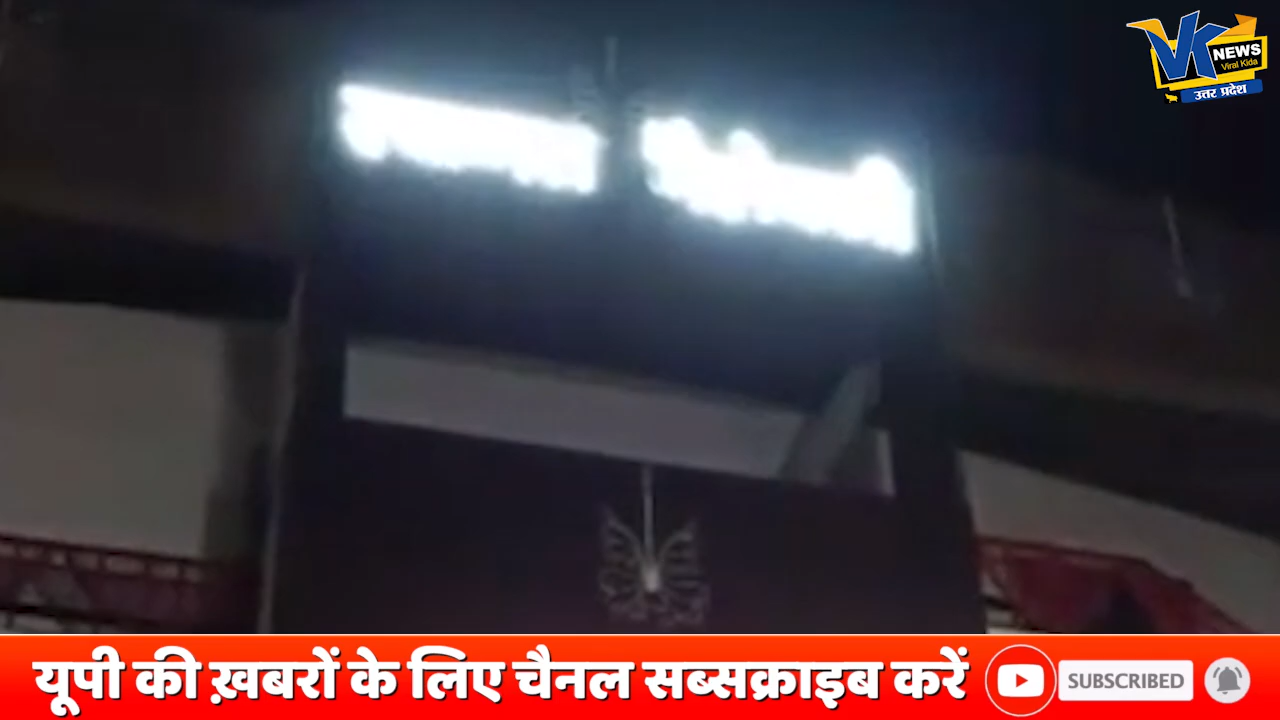 VK NEWS
Viral Kida
उत्तर प्रदेश
यूपी की ख़बरों के लिए चैनल सब्सक्राइब करें
SUBSCRIBED